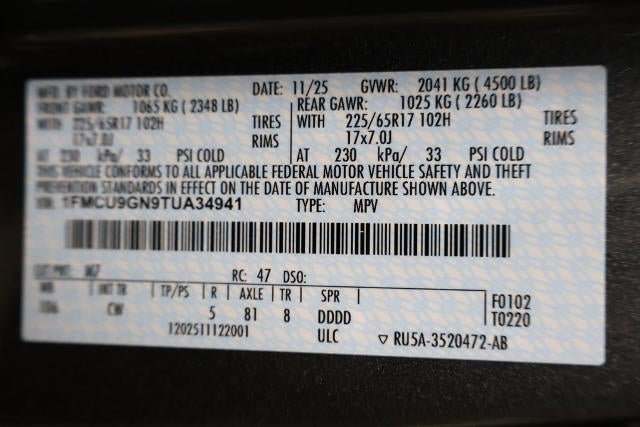 MFD. BY FORD MOTOR CO. DATE: 11/25 GVWR: 2041 KG ( 4500 LB)
FRONT GAWR: 1065 KG ( 2348 LB) REAR GAWR: 1025 KG ( 2260 LB)
WITH 225/65R17 102H TIRES WITH 225/65R17 102H TIRES
17x7.0J RIMS 17x7.0J RIMS
AT 230 kPa/ 33 PSI COLD AT 230 kPa/ 33 PSI COLD
THIS VEHICLE CONFORMS TO ALL APPLICABLE FEDERAL MOTOR VEHICLE SAFETY AND THEFT
PREVENTION STANDARDS IN EFFECT ON THE DATE OF MANUFACTURE SHOWN ABOVE.
VIN: 1FMCU9GN9TUA34941 TYPE: MPV
EXT PNT: M7 RC: 47 DSO:
WB INT TR TP/PS R AXLE TR SPR F0102
106 CW 5 81 8 DDDD T0220
1202511122001 ULC ▽ RU5A-3520472-AB